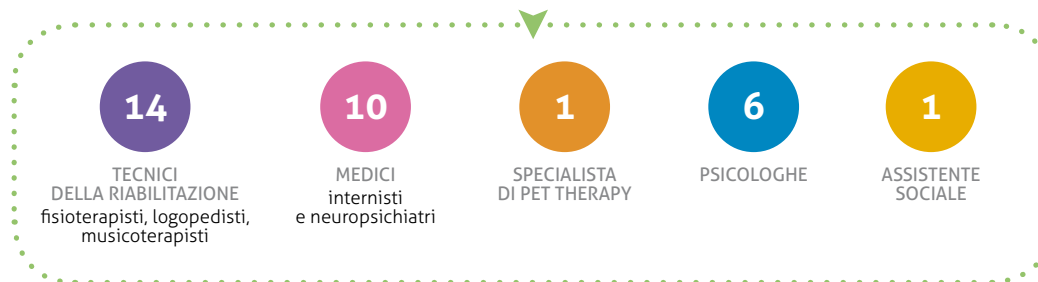 14
TECNICI
DELLA RIABILITAZIONE
fisioterapisti, logopedisti,
musicoterapisti
10
MEDICI
internisti
e neuropsichiatri
1
SPECIALISTA
DI PET THERAPY
6
PSICOLOGHE
1
ASSISTENTE
SOCIALE